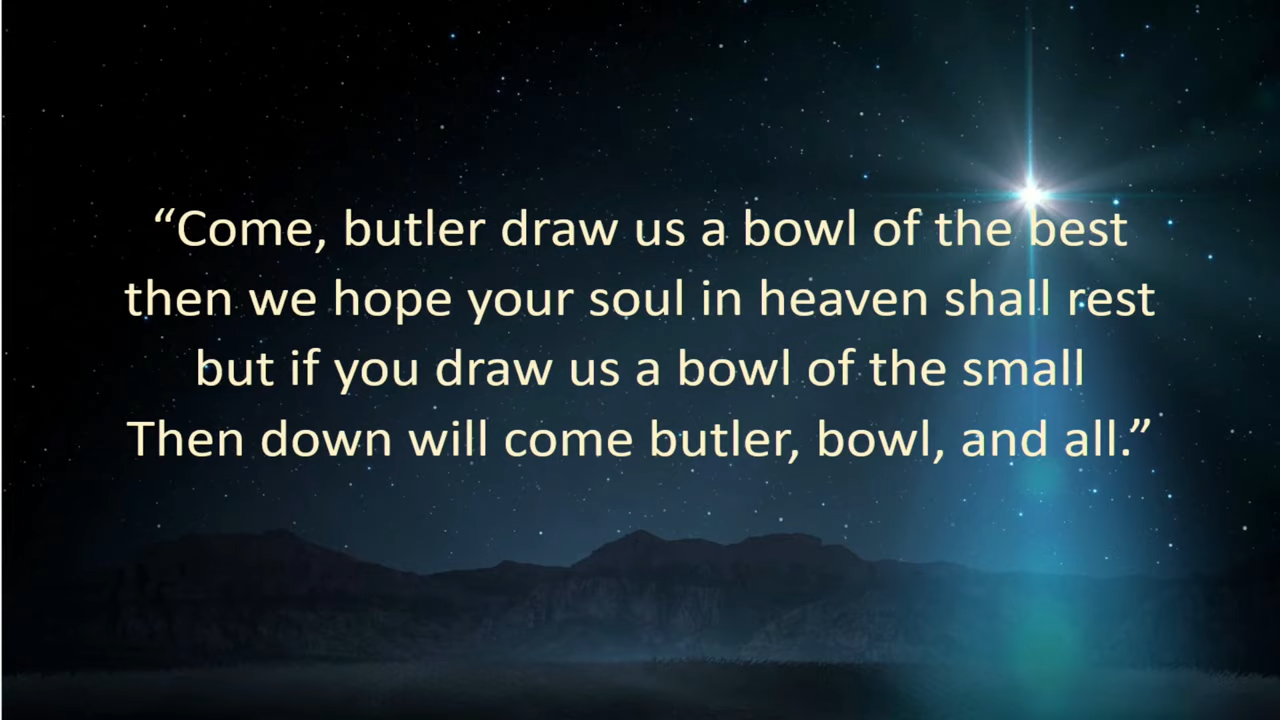 “Come, butler draw us a bowl of the best
then we hope your soul in heaven shall rest
but if you draw us a bowl of the small
Then down will come butler, bowl, and all.”